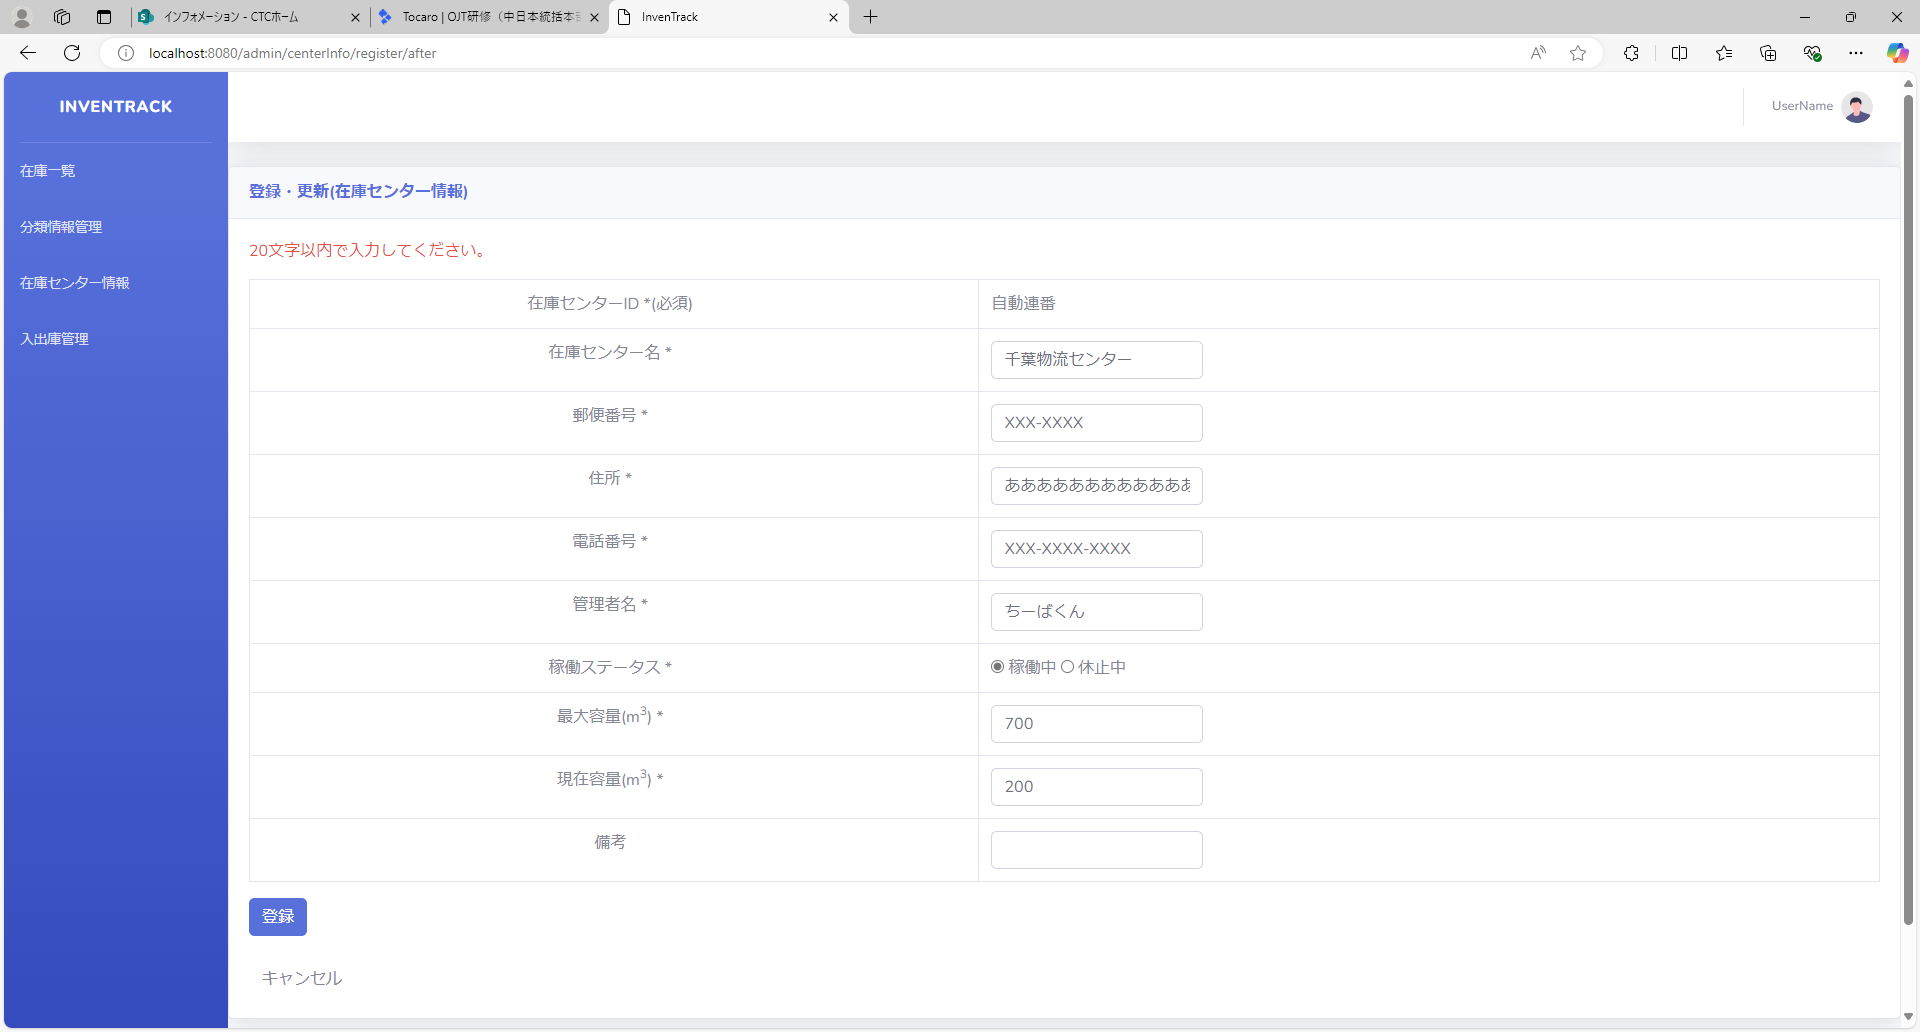 インフォメーション - CTCホーム
Tocaro | OJT研修（中日本統括本
InvenTrack
localhost:8080/admin/centerInfo/register/after
INVENTRACK
UserName
在庫一覧
分類情報管理
在庫センター情報
入出庫管理
登録・更新(在庫センター情報)
20文字以内で入力してください。
在庫センターID *(必須) 自動連番
在庫センター名 * 千葉物流センター
郵便番号 * XXX-XXXX
住所 * ああああああああああああ
電話番号 * XXX-XXXX-XXXX
管理者名 * ちーばくん
稼働ステータス * 稼働中 休止中
最大容量(m3) * 700
現在容量(m3) * 200
備考
登録
キャンセル